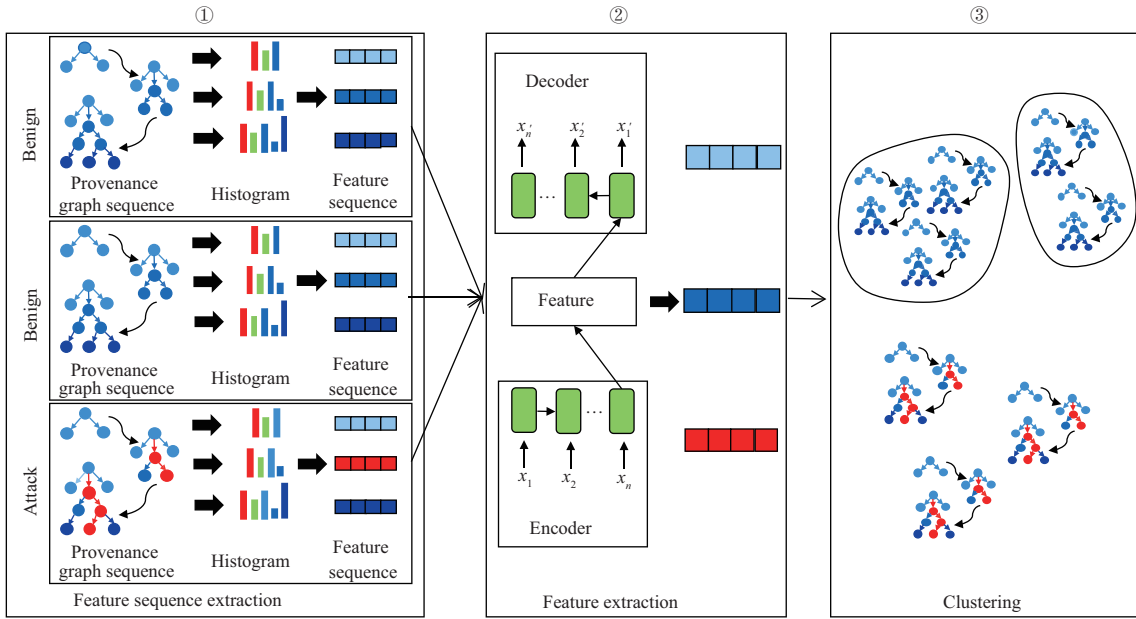 ①
②
③
Benign
Provenance
graph sequence
Histogram
Feature
sequence
Benign
Provenance
graph sequence
Histogram
Feature
sequence
Attack
Provenance
graph sequence
Histogram
Feature
sequence
Feature sequence extraction
Decoder
x'ₙ x'₂ x'₁
... 
Feature
...
x₁ x₂ xₙ
Encoder
Feature extraction
Clustering